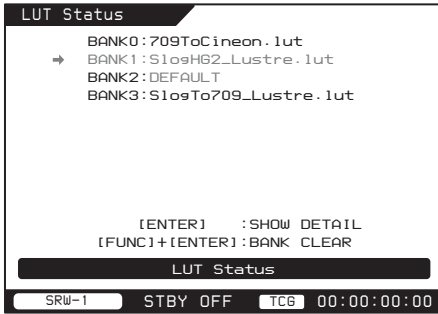 LUT Status
BANK0:709ToCineon.lut
➔ BANK1:SlogHG2_Lustre.lut
BANK2:DEFAULT
BANK3:SlogTo709_Lustre.lut
[ENTER] :SHOW DETAIL
[FUNC]+[ENTER]:BANK CLEAR
LUT Status
SRW-1 STBY OFF TCG 00:00:00:00